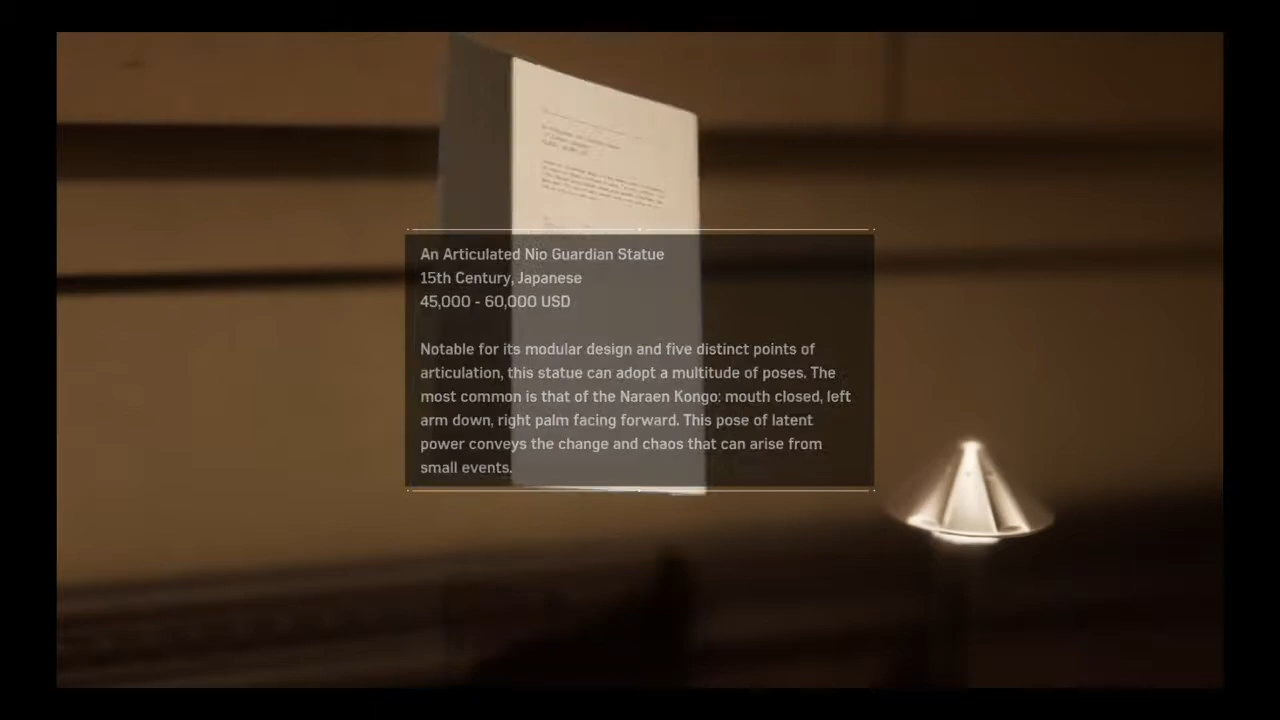 An Articulated Nio Guardian Statue
15th Century, Japanese
45,000 - 60,000 USD
Notable for its modular design and five distinct points of
articulation, this statue can adopt a multitude of poses. The
most common is that of the Naraen Kongo: mouth closed, left
arm down, right palm facing forward. This pose of latent
power conveys the change and chaos that can arise from
small events.